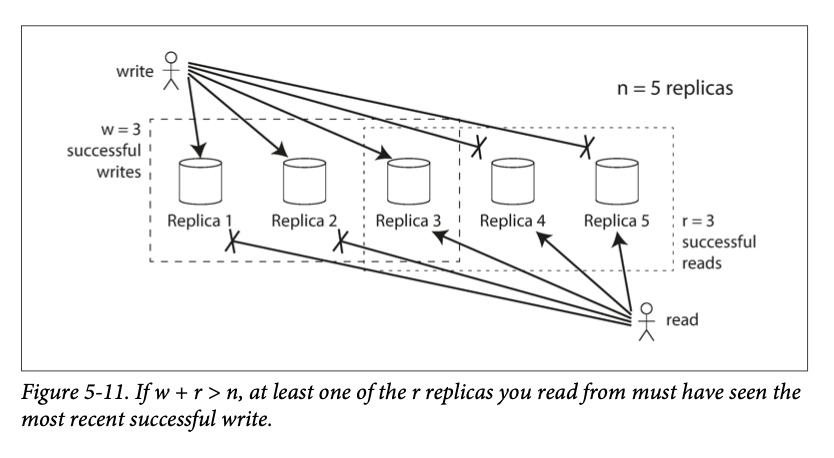 write
n = 5 replicas
w = 3
successful
writes
Replica 1
Replica 2
Replica 3
Replica 4
Replica 5
r = 3
successful
reads
read
Figure 5-11. If w + r > n, at least one of the r replicas you read from must have seen the
most recent successful write.